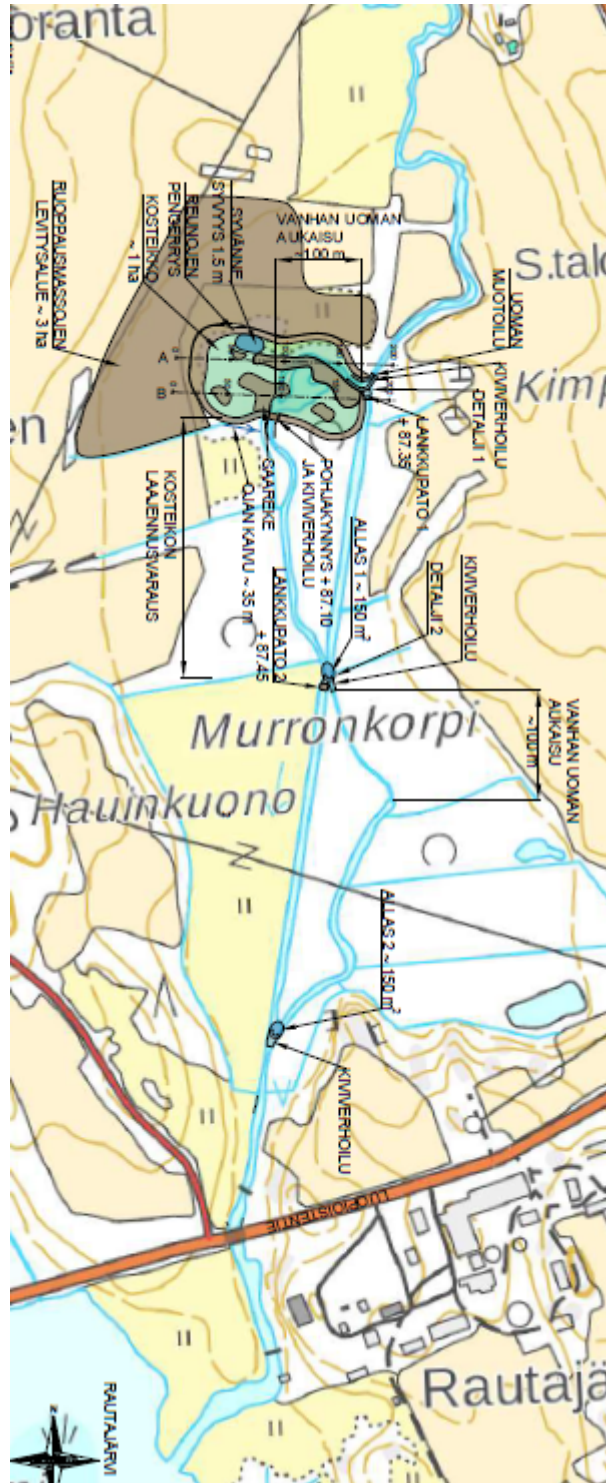 oranta
S.talo
Kimp
en
VANHAN UOMAN
AUKAISU
~100 m
UOMAN
MUOTOILU
KIVIVERHOILU
DETALJI 1
LANKKUPATO 1
+ 87.35
SYVÄNNE
SYVYYS 1.5 m
REUNOJEN
PENGERRYS
KOSTEIKKO
~ 1 ha
RUOPPAUSMASSOJEN
LEVITYSALUE ~ 3 ha
A
B
POHJAKYNNYS + 87.10
JA KIVIVERHOILU
SAAREKE
OJAN KAIVU ~ 35 m
KOSTEIKON
LAAJENNUSVARAUS
LANKKUPATO 2
+ 87.45
ALLAS 1 ~ 150 m²
DETALJI 2
KIVIVERHOILU
VANHAN UOMAN
AUKAISU
~100 m
Murronkorpi
Hauinkuono
ALLAS 2 ~ 150 m²
KIVIVERHOILU
Rautajä
RAUTAJÄRVI